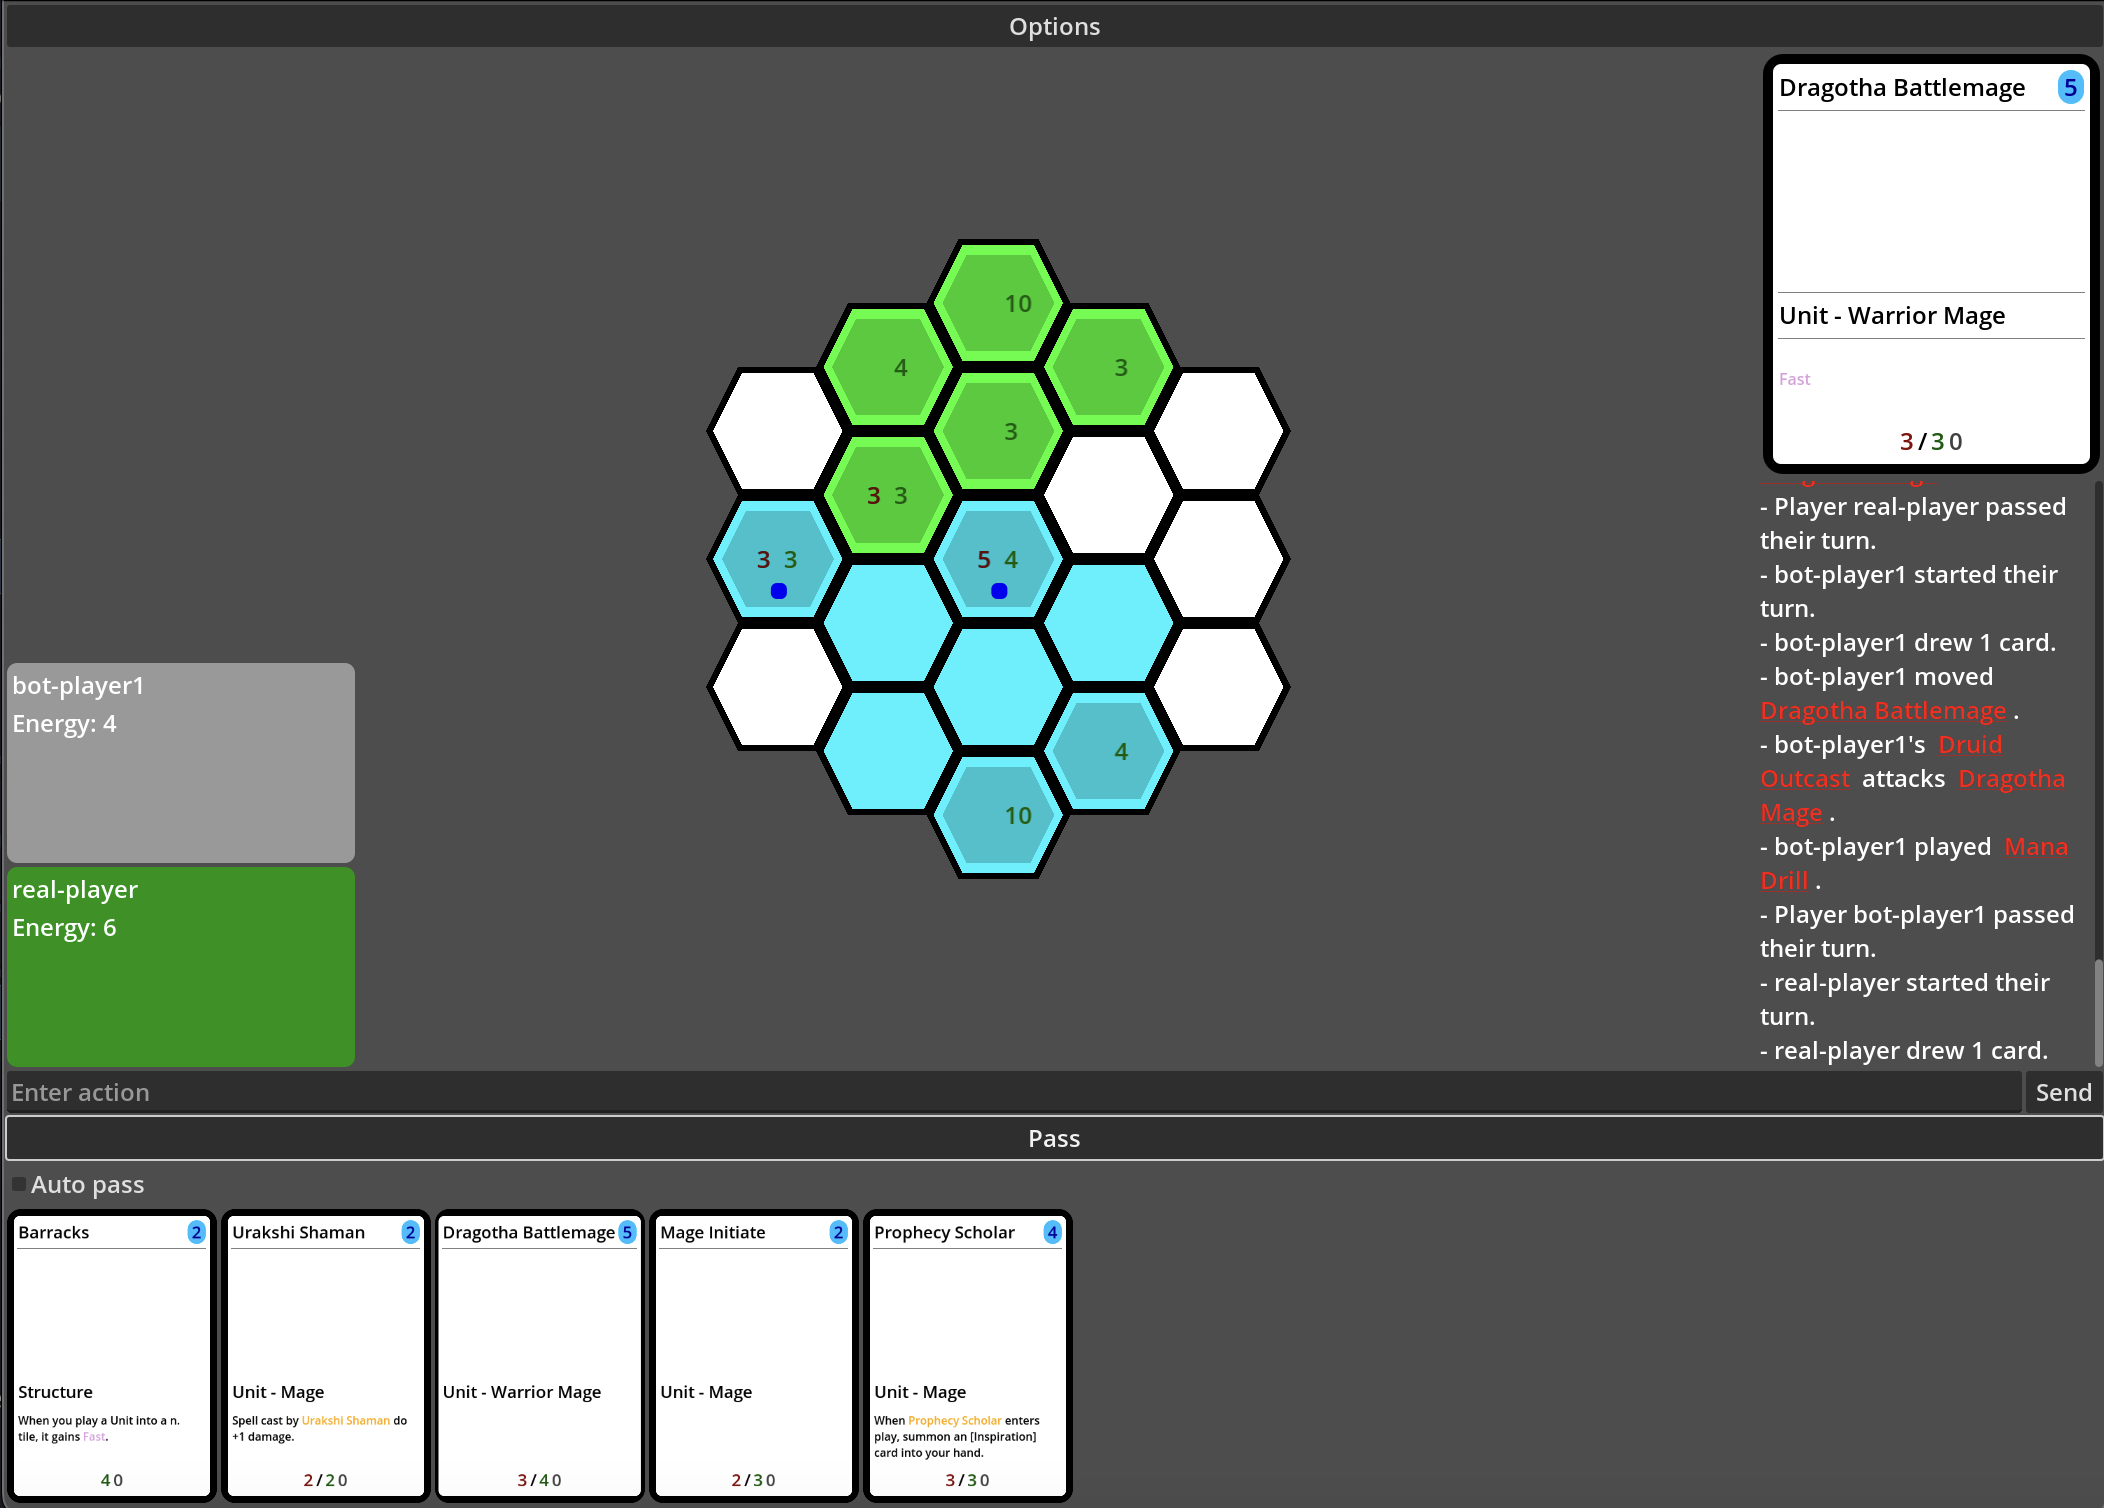 Options
Dragotha Battlemage 5
Unit - Warrior Mage
Fast
3 / 3 0
10
4
3
3
3 3
3 3
5 4
4
10
- Player real-player passed
their turn.
- bot-player1 started their
turn.
- bot-player1 drew 1 card.
- bot-player1 moved
Dragotha Battlemage .
- bot-player1's Druid
Outcast attacks Dragotha
Mage .
- bot-player1 played Mana
Drill .
- Player bot-player1 passed
their turn.
- real-player started their
turn.
- real-player drew 1 card.
bot-player1
Energy: 4
real-player
Energy: 6
Enter action
Send
Pass
Auto pass
Barracks 2
Structure
When you play a Unit into a n.
tile, it gains Fast.
4 0
Urakshi Shaman 2
Unit - Mage
Spell cast by Urakshi Shaman do
+1 damage.
2 / 2 0
Dragotha Battlemage 5
Unit - Warrior Mage
3 / 4 0
Mage Initiate 2
Unit - Mage
2 / 3 0
Prophecy Scholar 4
Unit - Mage
When Prophecy Scholar enters
play, summon an [Inspiration]
card into your hand.
3 / 3 0